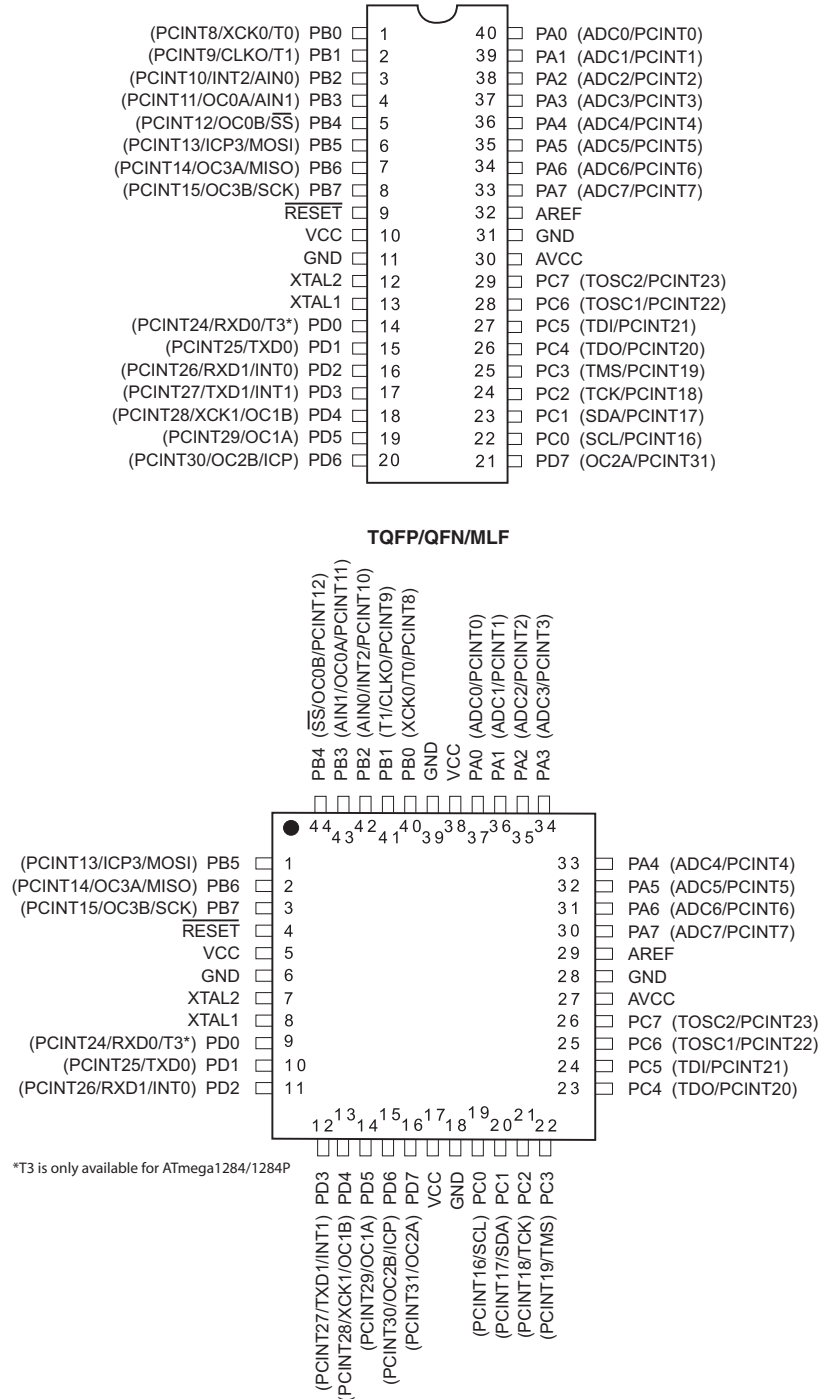 (PCINT8/XCK0/T0) PB0 1 40 PA0 (ADC0/PCINT0)
(PCINT9/CLKO/T1) PB1 2 39 PA1 (ADC1/PCINT1)
(PCINT10/INT2/AIN0) PB2 3 38 PA2 (ADC2/PCINT2)
(PCINT11/OC0A/AIN1) PB3 4 37 PA3 (ADC3/PCINT3)
(PCINT12/OC0B/SS) PB4 5 36 PA4 (ADC4/PCINT4)
(PCINT13/ICP3/MOSI) PB5 6 35 PA5 (ADC5/PCINT5)
(PCINT14/OC3A/MISO) PB6 7 34 PA6 (ADC6/PCINT6)
(PCINT15/OC3B/SCK) PB7 8 33 PA7 (ADC7/PCINT7)
RESET 9 32 AREF
VCC 10 31 GND
GND 11 30 AVCC
XTAL2 12 29 PC7 (TOSC2/PCINT23)
XTAL1 13 28 PC6 (TOSC1/PCINT22)
(PCINT24/RXD0/T3*) PD0 14 27 PC5 (TDI/PCINT21)
(PCINT25/TXD0) PD1 15 26 PC4 (TDO/PCINT20)
(PCINT26/RXD1/INT0) PD2 16 25 PC3 (TMS/PCINT19)
(PCINT27/TXD1/INT1) PD3 17 24 PC2 (TCK/PCINT18)
(PCINT28/XCK1/OC1B) PD4 18 23 PC1 (SDA/PCINT17)
(PCINT29/OC1A) PD5 19 22 PC0 (SCL/PCINT16)
(PCINT30/OC2B/ICP) PD6 20 21 PD7 (OC2A/PCINT31)
TQFP/QFN/MLF
PB4 (SS/OC0B/PCINT12)
PB3 (AIN1/OC0A/PCINT11)
PB2 (AIN0/INT2/PCINT10)
PB1 (T1/CLKO/PCINT9)
PB0 (XCK0/T0/PCINT8)
GND
VCC
PA0 (ADC0/PCINT0)
PA1 (ADC1/PCINT1)
PA2 (ADC2/PCINT2)
PA3 (ADC3/PCINT3)
44 43 42 41 40 39 38 37 36 35 34
(PCINT13/ICP3/MOSI) PB5 1 33 PA4 (ADC4/PCINT4)
(PCINT14/OC3A/MISO) PB6 2 32 PA5 (ADC5/PCINT5)
(PCINT15/OC3B/SCK) PB7 3 31 PA6 (ADC6/PCINT6)
RESET 4 30 PA7 (ADC7/PCINT7)
VCC 5 29 AREF
GND 6 28 GND
XTAL2 7 27 AVCC
XTAL1 8 26 PC7 (TOSC2/PCINT23)
(PCINT24/RXD0/T3*) PD0 9 25 PC6 (TOSC1/PCINT22)
(PCINT25/TXD0) PD1 10 24 PC5 (TDI/PCINT21)
(PCINT26/RXD1/INT0) PD2 11 23 PC4 (TDO/PCINT20)
12 13 14 15 16 17 18 19 20 21 22
*T3 is only available for ATmega1284/1284P
(PCINT27/TXD1/INT1) PD3
(PCINT28/XCK1/OC1B) PD4
(PCINT29/OC1A) PD5
(PCINT30/OC2B/ICP) PD6
(PCINT31/OC2A) PD7
VCC
GND
(PCINT16/SCL) PC0
(PCINT17/SDA) PC1
(PCINT18/TCK) PC2
(PCINT19/TMS) PC3